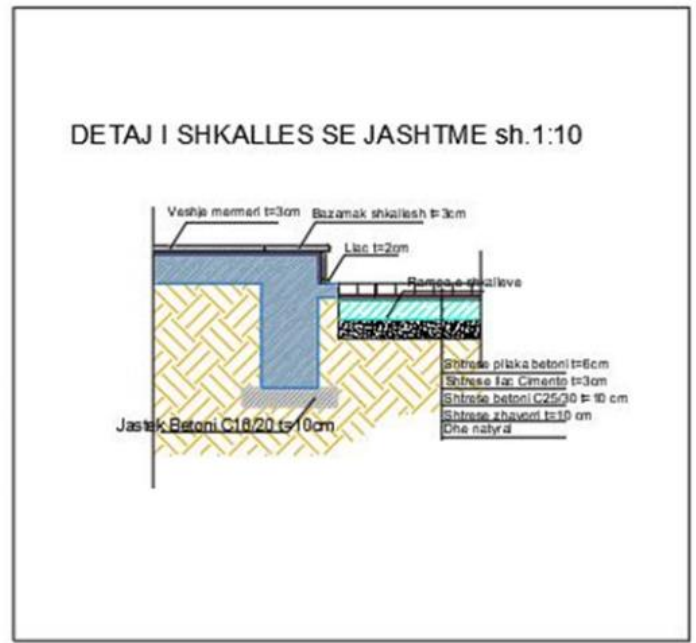 DETAJ I SHKALLES SE JASHTME sh.1:10
Veshje mermeri t=3cm
Bazamak shkallesh t=3cm
Llac t=2cm
Rampa e shkalleve
Shtrese pllaka betoni t=6cm
Shtrese llac Cimento t=3cm
Shtrese betoni C25/30 t= 10 cm
Shtrese zhavorri t=10 cm
Dhe natyral
Jastek Betoni C16/20 t=10cm